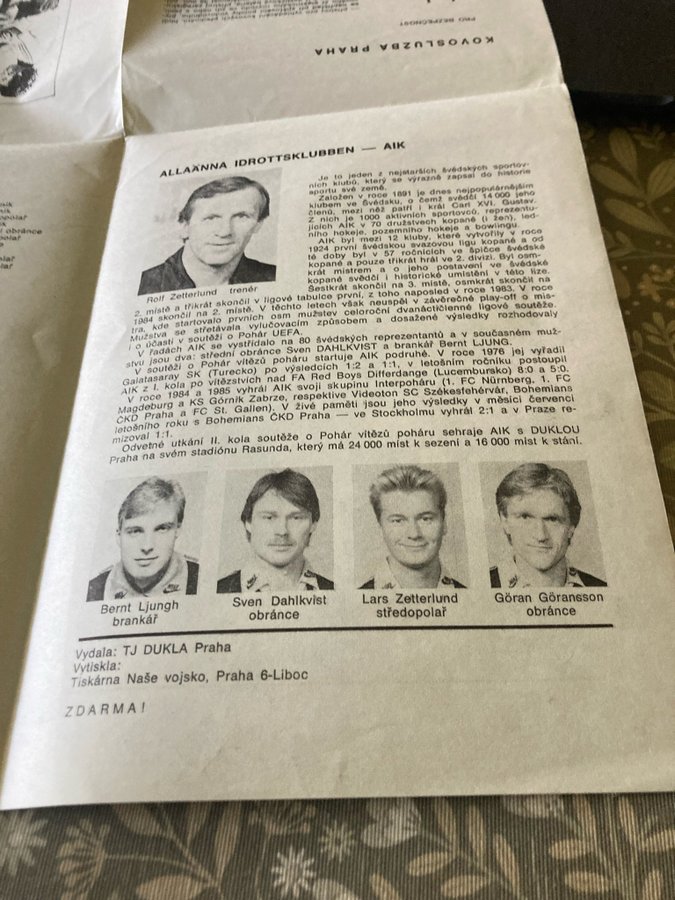 PRO BEZPEČNOST
KOVOSLUZBA PRAHA
obránce
ALLAÄNNA IDROTTSKLUBBEN — AIK
Je to jeden z nejstarších švédských sportov-
ních klubů, který se výrazně zapsal do historie
sportu své země.
Založen v roce 1891 je dnes nejpopulárnějším
klubem ve Švédsku, o čemž svědčí 14 000 jeho
členů, mezi něž patří i král Carl XVI. Gustav.
Z nich je 1000 aktivních sportovců, reprezentu-
jících AIK v 70 družstvech kopané (i žen), led-
ního hokeje, pozemního hokeje a bowlingu.
AIK byl mezi 12 kluby, které vytvořily v roce
1924 první švédskou svazovou ligu kopané a od
té doby byl v 57 ročnících ve špičce švédské
kopané a pouze třikrát hrál ve 2. divizi. Byl osm-
krát mistrem a o jeho postavení ve švédské
kopané svědčí i historické umístění v této lize.
Šestkrát skončil na 3. místě, osmkrát skončil na
Rolf Zetterlund trenér
2. místě a třikrát skončil v ligové tabulce první, z toho naposled v roce 1983. V roce
1984 skončil na 2. místě. V těchto letech však neuspěl v závěrečné play-off o mis-
tra, kde startovalo prvních osm mužstev celoroční dvanáctičlenné ligové soutěže.
Mužstva se střetávala vylučovacím způsobem a dosažené výsledky rozhodovaly
i o účasti v soutěži o Pohár UEFA.
V řadách AIK se vystřídalo na 80 švédských reprezentantů a v současném muž-
stvu jsou dva: střední obránce Sven DAHLKVIST a brankář Bernt LJUNG.
V soutěži o Pohár vítězů pohárů startuje AIK podruhé. V roce 1976 jej vyřadil
Galatasaray SK (Turecko) po výsledcích 1:2 a 1:1, v letošním ročníku postoupil
AIK z I. kola po vítězstvích nad FA Red Boys Differdange (Lucembursko) 8:0 a 5:0.
V roce 1984 a 1985 vyhrál AIK svoji skupinu Interpoháru (1. FC Nürnberg, 1. FC
Magdeburg a KS Górnik Zabrze, respektive Videoton SC Székesfehérvár, Bohemians
ČKD Praha a FC St. Gallen). V živé paměti jsou jeho výsledky v měsíci červenci
letošního roku s Bohemians ČKD Praha — ve Stockholmu vyhrál 2:1 a v Praze re-
mizoval 1:1.
Odvetné utkání II. kola soutěže o Pohár vítězů pohárů sehraje AIK s DUKLOU
Praha na svém stadiónu Rasunda, který má 24 000 míst k sezení a 16 000 míst k stání.
Bernt Ljungh
brankář
Sven Dahlkvist
obránce
Lars Zetterlund
středopolař
Göran Göransson
obránce
Vydala: TJ DUKLA Praha
Vytiskla:
Tiskárna Naše vojsko, Praha 6-Liboc
ZDARMA!